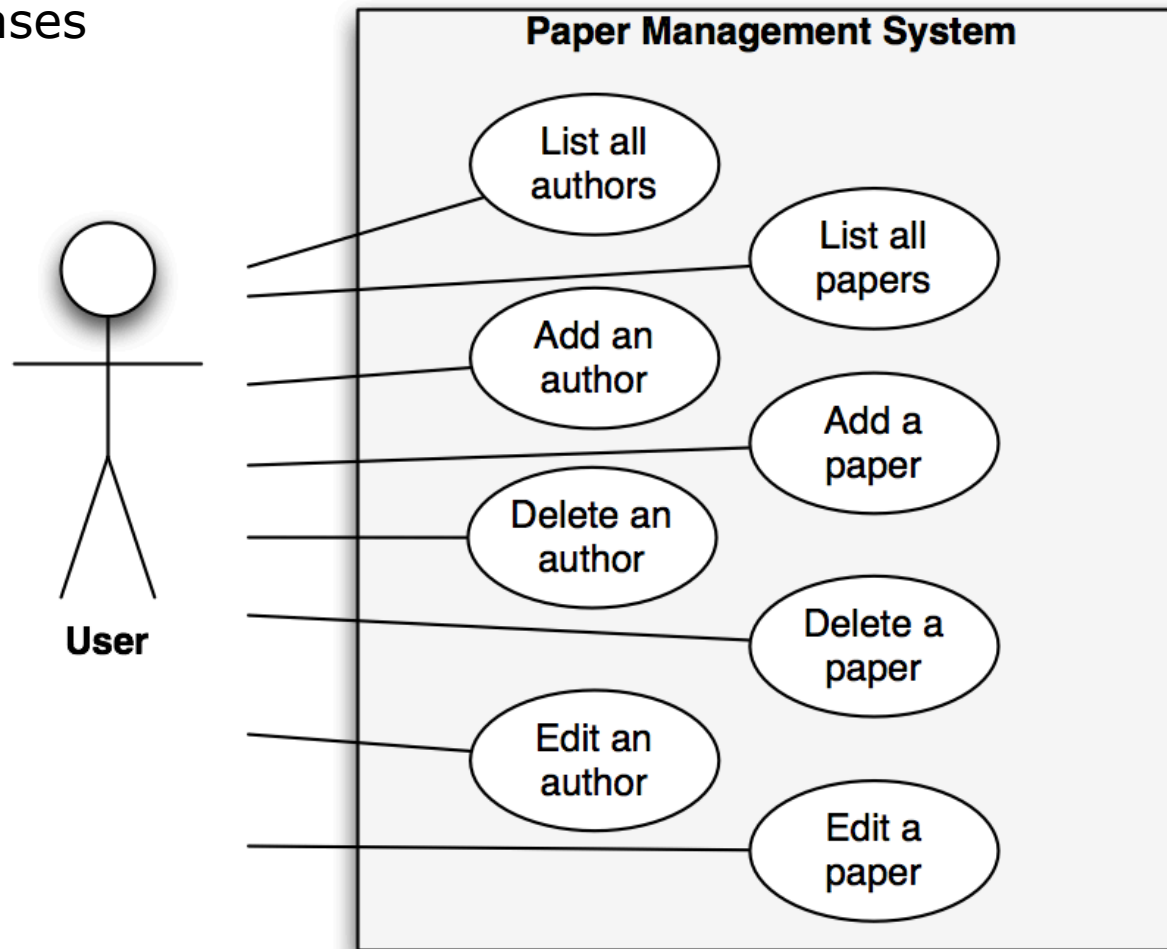 Paper Management System
List all
authors
List all
papers
Add an
author
Add a
paper
Delete an
author
Delete a
paper
User
Edit an
author
Edit a
paper